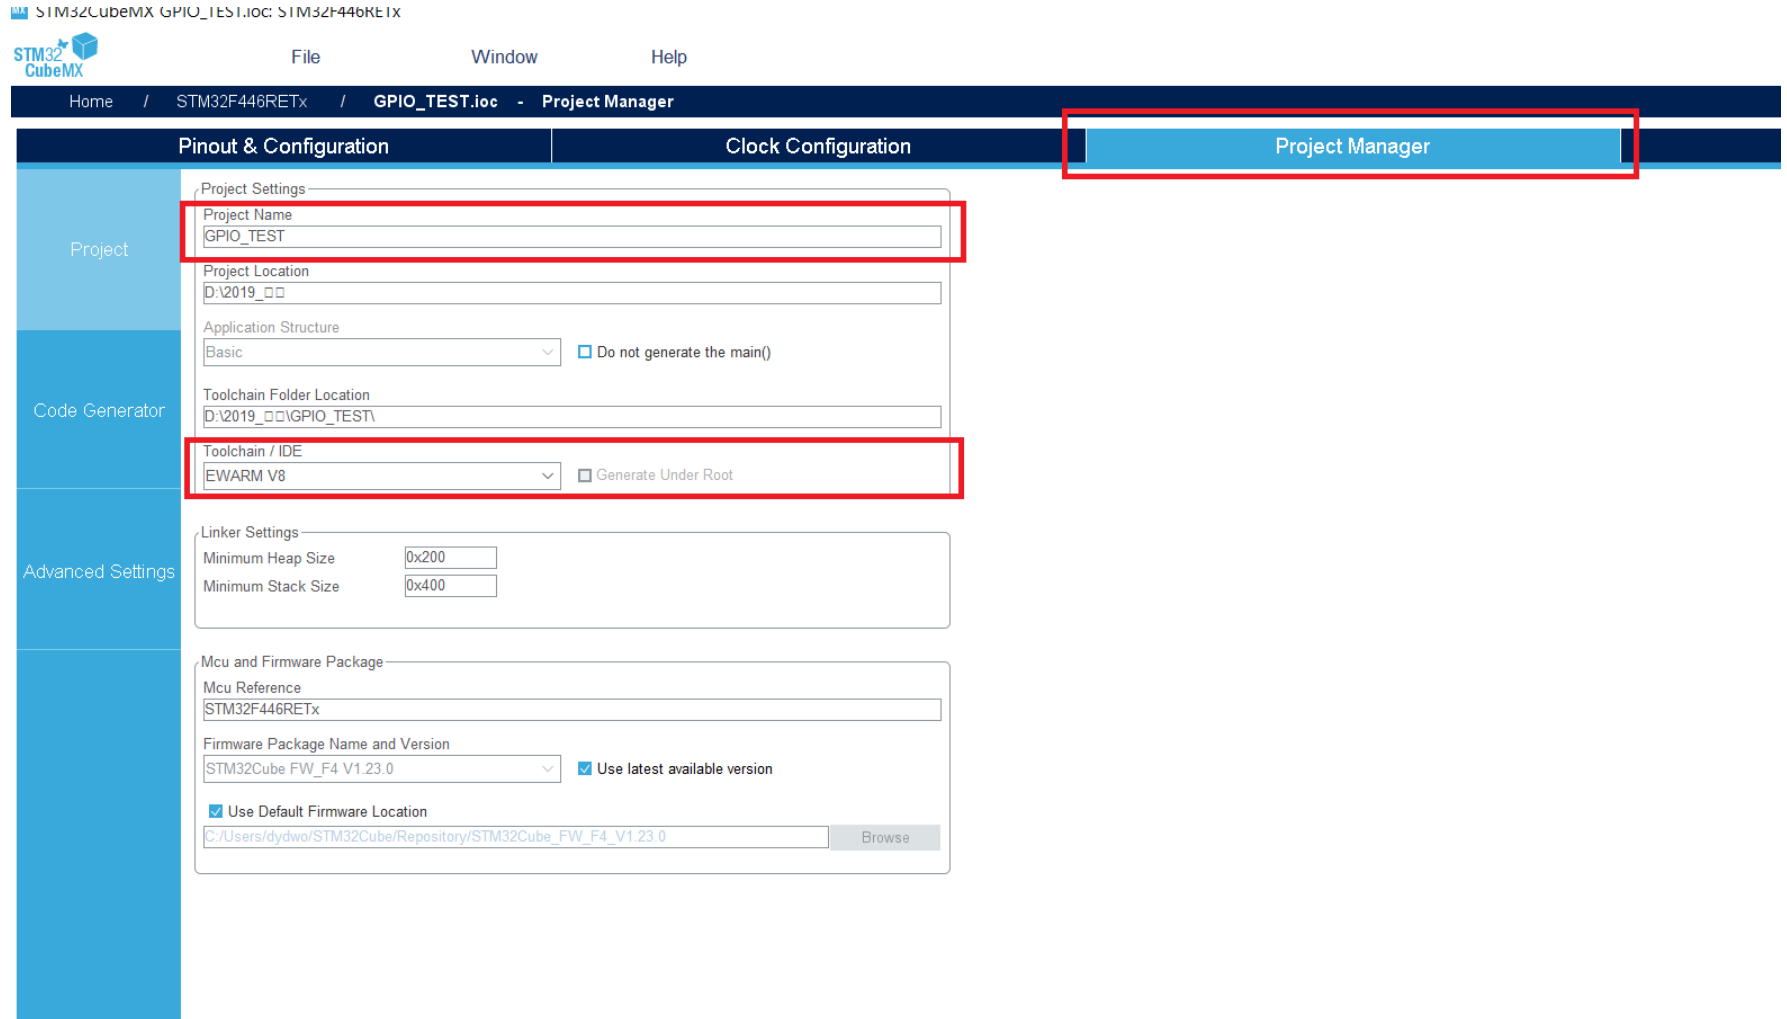 MX STM32CubeMX GPIO_TEST.ioc: STM32F446RETx
STM32
CubeMX
File Window Help
Home / STM32F446RETx / GPIO_TEST.ioc - Project Manager
Pinout & Configuration Clock Configuration Project Manager
Project
Code Generator
Advanced Settings
Project Settings
Project Name
GPIO_TEST
Project Location
D:\2019_□□
Application Structure
Basic Do not generate the main()
Toolchain Folder Location
D:\2019_□□\GPIO_TEST\
Toolchain / IDE
EWARM V8 Generate Under Root
Linker Settings
Minimum Heap Size 0x200
Minimum Stack Size 0x400
Mcu and Firmware Package
Mcu Reference
STM32F446RETx
Firmware Package Name and Version
STM32Cube FW_F4 V1.23.0 Use latest available version
Use Default Firmware Location
C:/Users/dydwo/STM32Cube/Repository/STM32Cube_FW_F4_V1.23.0 Browse